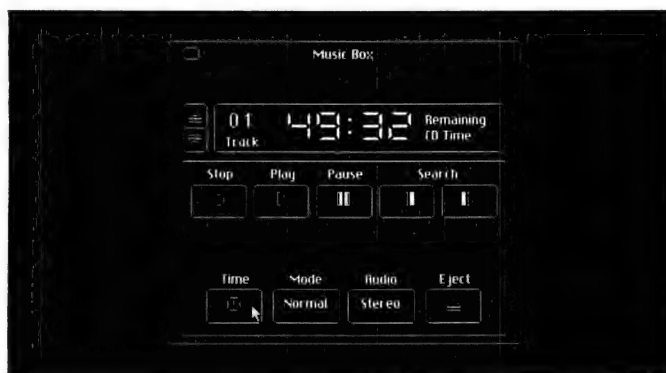 Music Box
01 49:32 Remaining
Track CD Time
Stop Play Pause Search
Time Mode Audio Eject
Normal Stereo